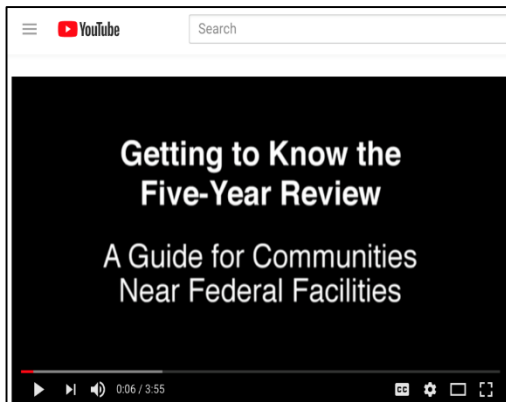 YouTube
Search
Getting to Know the
Five-Year Review
A Guide for Communities
Near Federal Facilities
0:06 / 3:55
CC